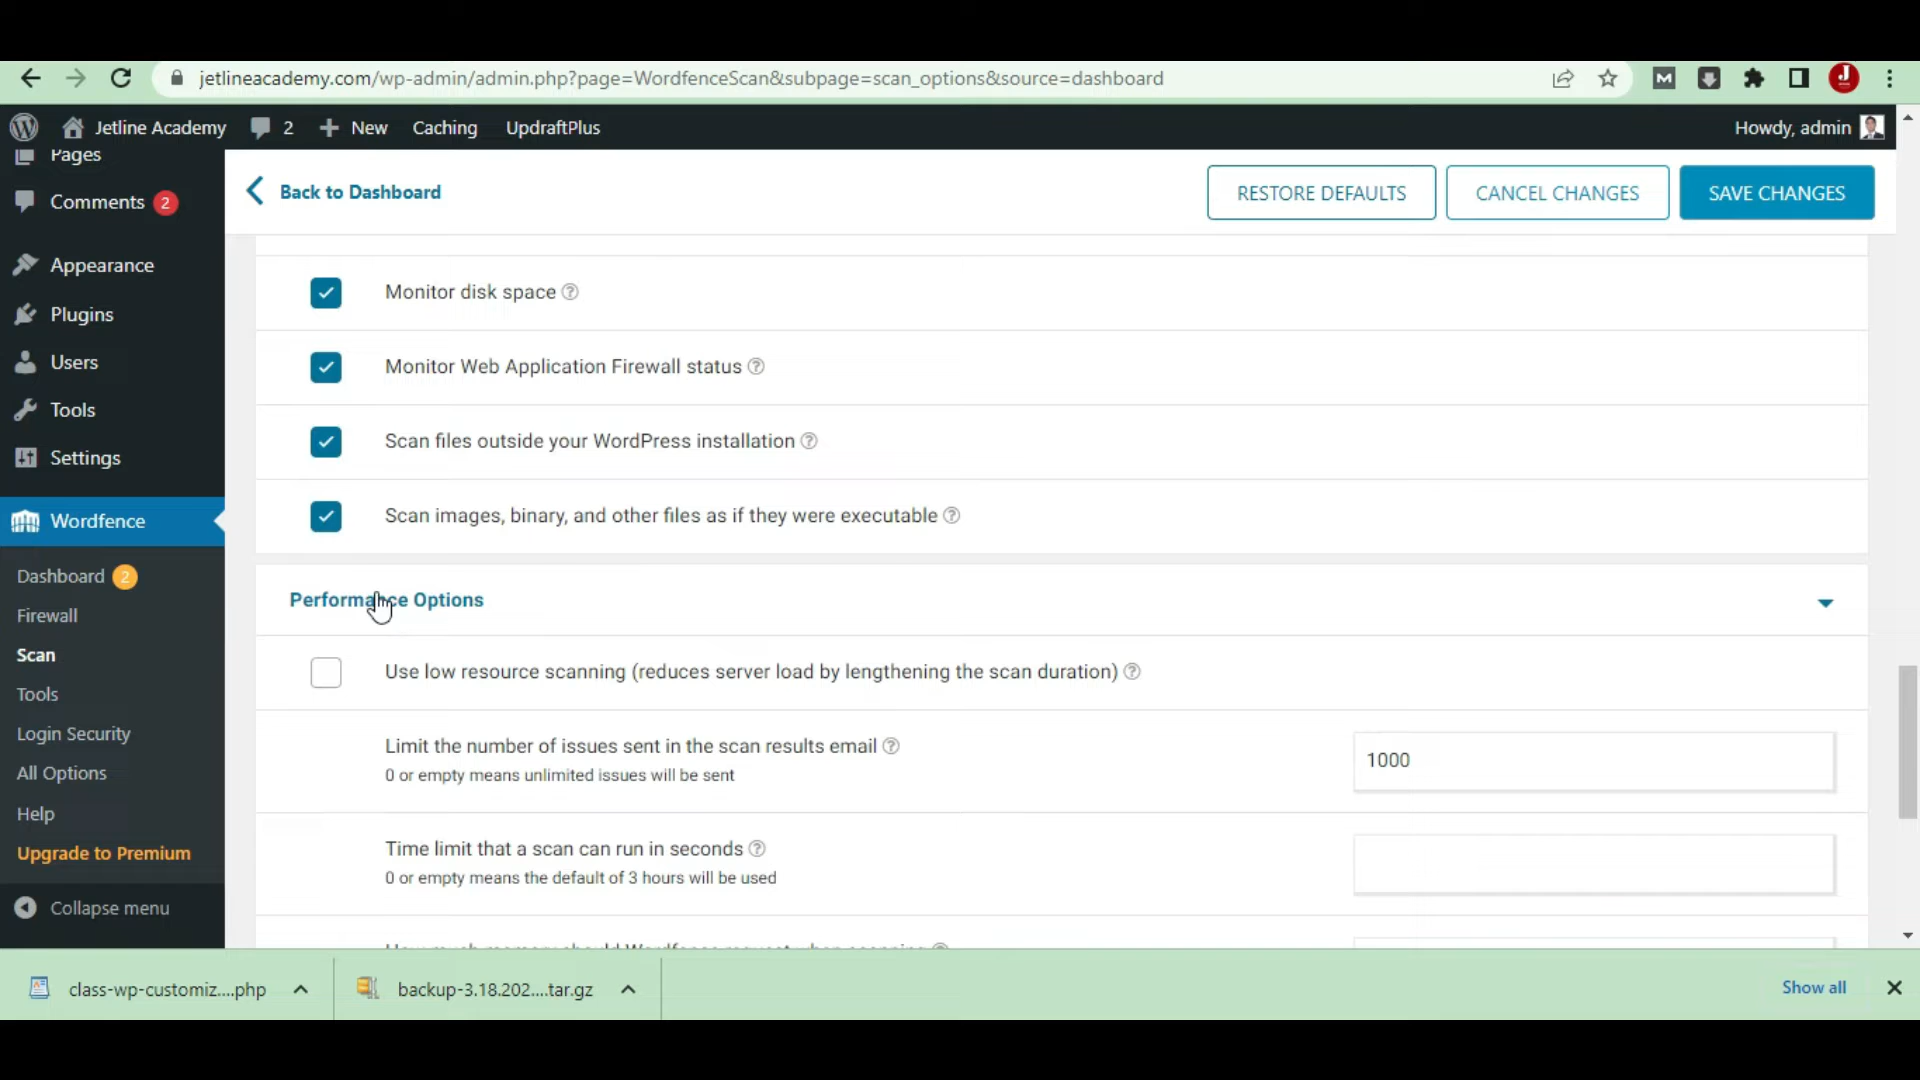 jetlineacademy.com/wp-admin/admin.php?page=WordfenceScan&subpage=scan_options&source=dashboard
M
J
Jetline Academy
2
New
Caching
UpdraftPlus
Howdy, admin
Pages
Comments 2
Appearance
Plugins
Users
Tools
Settings
Wordfence
Dashboard 2
Firewall
Scan
Tools
Login Security
All Options
Help
Upgrade to Premium
Collapse menu
Back to Dashboard
RESTORE DEFAULTS
CANCEL CHANGES
SAVE CHANGES
Monitor disk space
Monitor Web Application Firewall status
Scan files outside your WordPress installation
Scan images, binary, and other files as if they were executable
Performance Options
Use low resource scanning (reduces server load by lengthening the scan duration)
Limit the number of issues sent in the scan results email
0 or empty means unlimited issues will be sent
1000
Time limit that a scan can run in seconds
0 or empty means the default of 3 hours will be used
class-wp-customiz....php
backup-3.18.202....tar.gz
Show all